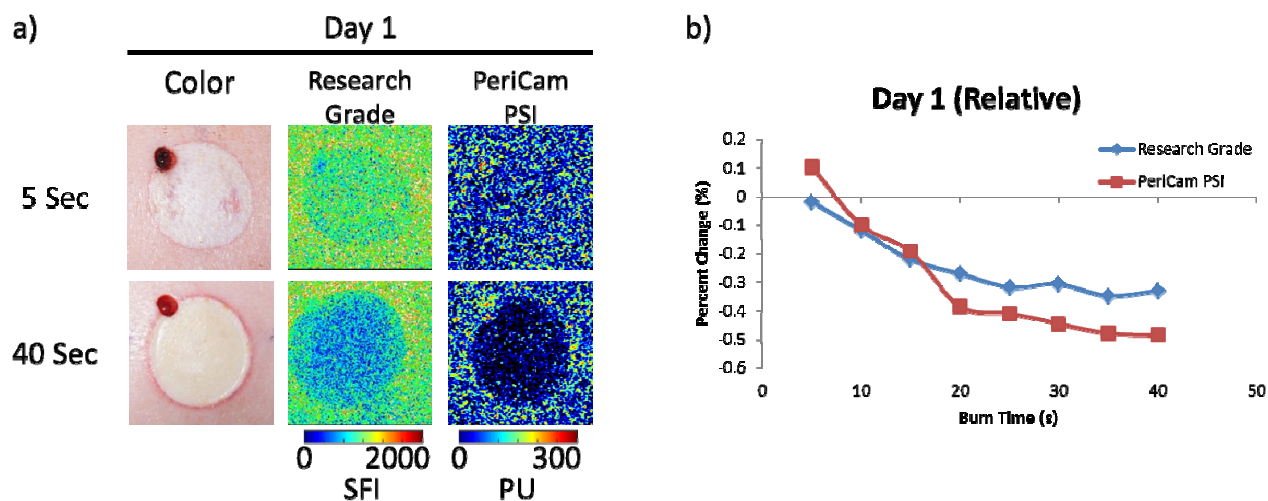 a)
Day 1
Color
Research
Grade
PeriCam
PSI
5 Sec
40 Sec
0 2000
SFI
0 300
PU
b)
Day 1 (Relative)
Research Grade
PeriCam PSI
Percent Change (%)
0.2
0.1
0
-0.1
-0.2
-0.3
-0.4
-0.5
-0.6
0 10 20 30 40 50
Burn Time (s)